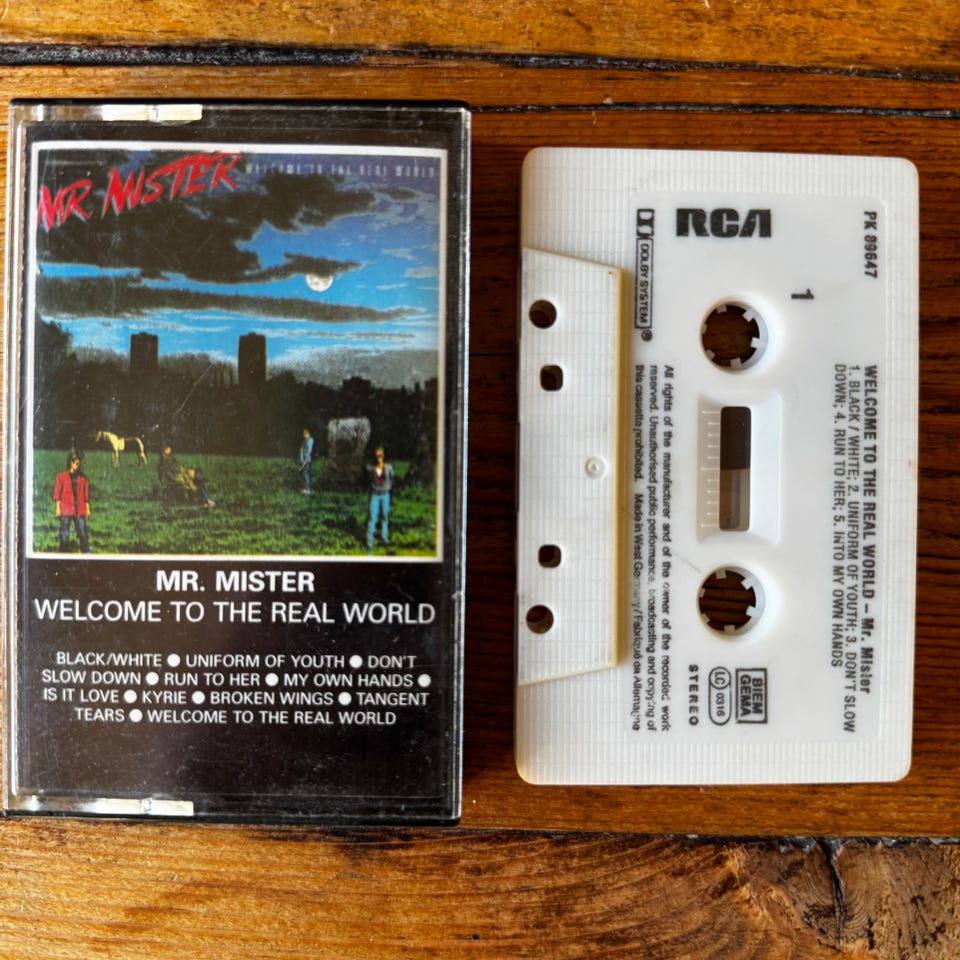 MR MISTER
WELCOME TO THE REAL WORLD
MR. MISTER
WELCOME TO THE REAL WORLD
BLACK/WHITE ● UNIFORM OF YOUTH ● DON'T
SLOW DOWN ● RUN TO HER ● MY OWN HANDS ●
IS IT LOVE ● KYRIE ● BROKEN WINGS ● TANGENT
TEARS ● WELCOME TO THE REAL WORLD
PK 89647
1
WELCOME TO THE REAL WORLD – Mr. Mister
1. BLACK / WHITE; 2. UNIFORM OF YOUTH; 3. DON'T SLOW
DOWN; 4. RUN TO HER; 5. INTO MY OWN HANDS
RCA
BIEM
GEMA
LC 0316
STEREO
DOLBY SYSTEM ®
All rights of the manufacturer and of the owner of the recorded work
reserved. Unauthorised public performance, broadcasting and copying of
this cassette prohibited. Made in West Germany/Fabriqué en Allemagne